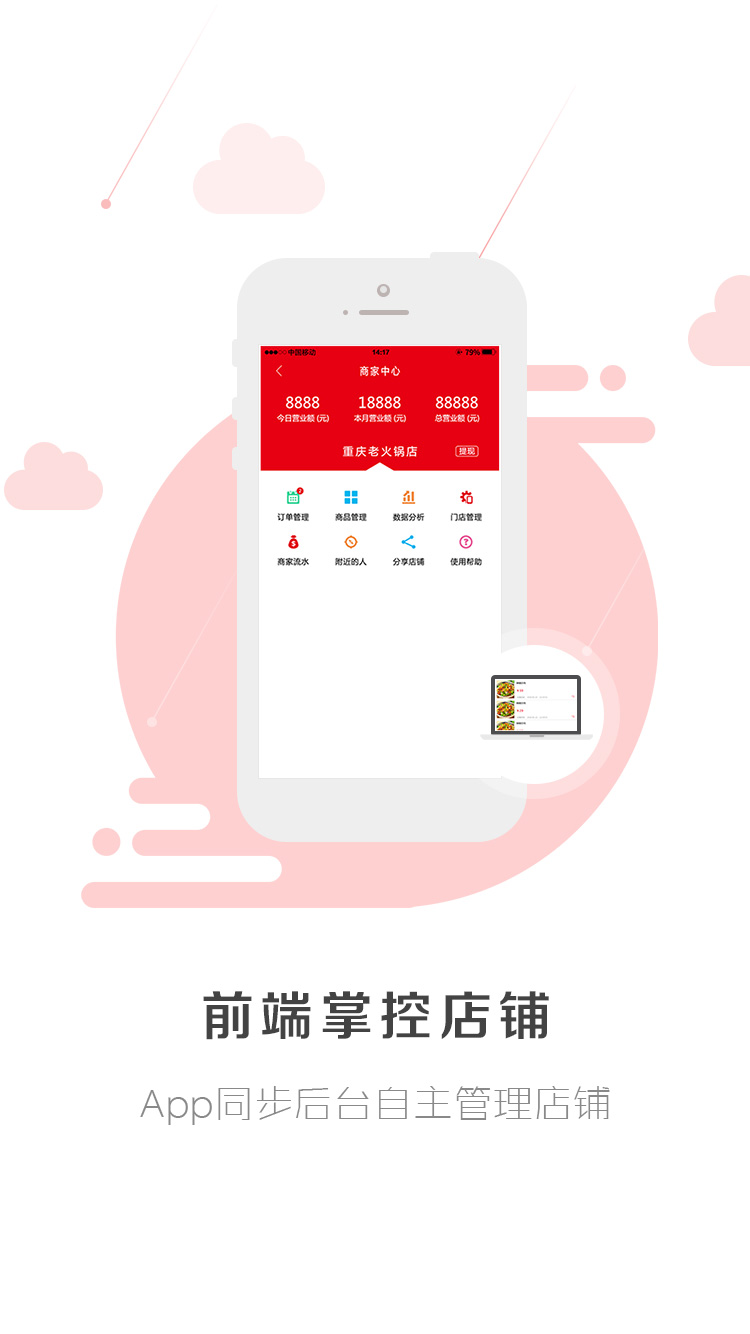 中国移动 14:17 79%
商家中心
8888 18888 88888
今日营业额 (元) 本月营业额 (元) 总营业额 (元)
重庆老火锅店 提现
订单管理 商品管理 数据分析 门店管理
商家流水 附近的人 分享店铺 使用帮助
前端掌控店铺
App同步后台自主管理店铺